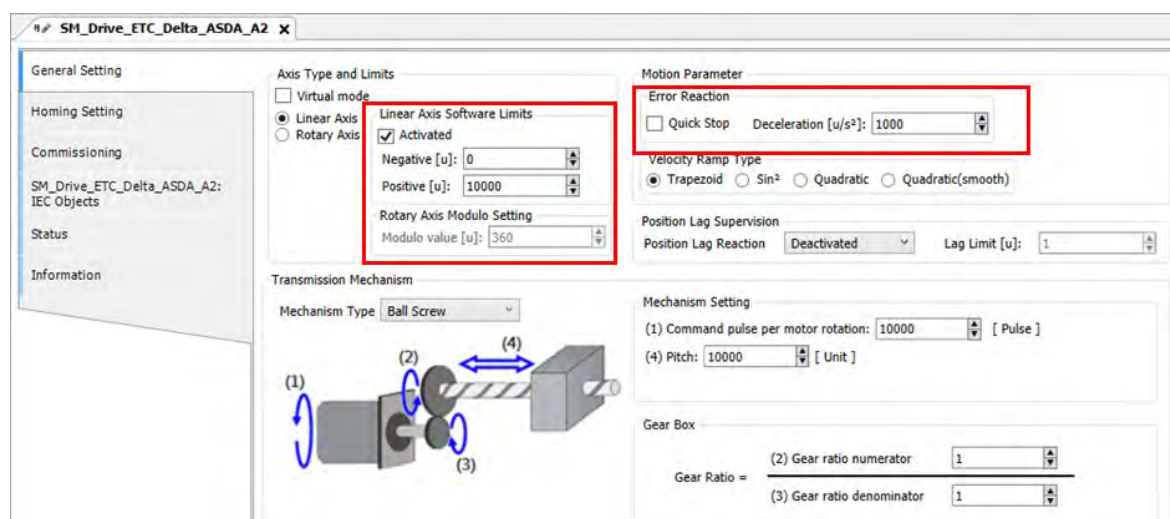 SM_Drive_ETC_Delta_ASDA_A2 x
General Setting
Homing Setting
Commissioning
SM_Drive_ETC_Delta_ASDA_A2:
IEC Objects
Status
Information
Axis Type and Limits
Virtual mode
Linear Axis
Rotary Axis
Linear Axis Software Limits
Activated
Negative [u]: 0
Positive [u]: 10000
Rotary Axis Modulo Setting
Modulo value [u]: 360
Motion Parameter
Error Reaction
Quick Stop Deceleration [u/s²]: 1000
Velocity Ramp Type
Trapezoid Sin² Quadratic Quadratic(smooth)
Position Lag Supervision
Position Lag Reaction Deactivated Lag Limit [u]: 1
Transmission Mechanism
Mechanism Type Ball Screw
(1)
(2)
(4)
(3)
Mechanism Setting
(1) Command pulse per motor rotation: 10000 [ Pulse ]
(4) Pitch: 10000 [ Unit ]
Gear Box
Gear Ratio =
(2) Gear ratio numerator 1
(3) Gear ratio denominator 1